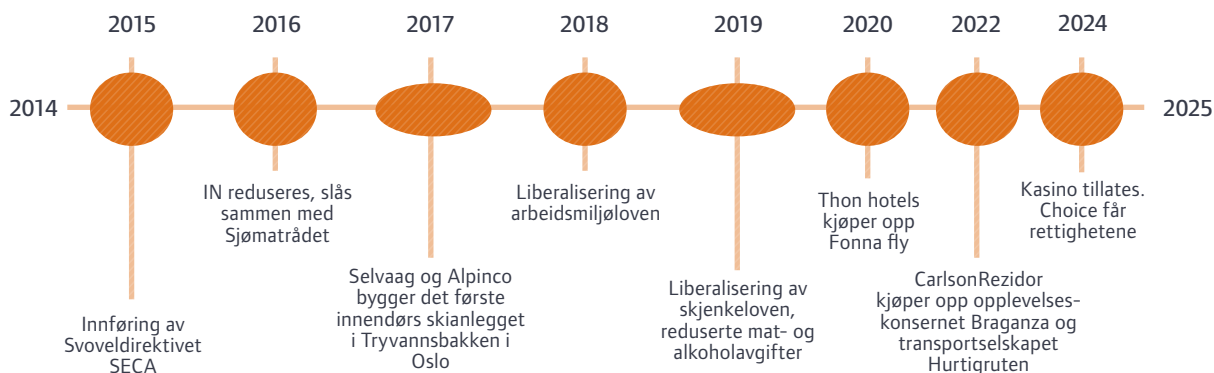 2015
2016
2017
2018
2019
2020
2022
2024
2014
2025
Innføring av
Svoveldirektivet
SECA
IN reduseres, slås
sammen med
Sjømatrådet
Selvaag og Alpinco
bygger det første
innendørs skianlegget
i Tryvannsbakken i
Oslo
Liberalisering av
arbeidsmiljøloven
Liberalisering av
skjenkeloven,
reduserte mat- og
alkoholavgifter
Thon hotels
kjøper opp
Fonna fly
CarlsonRezidor
kjøper opp opplevelses-
konsernet Braganza og
transportselskapet
Hurtigruten
Kasino tillates.
Choice får
rettighetene